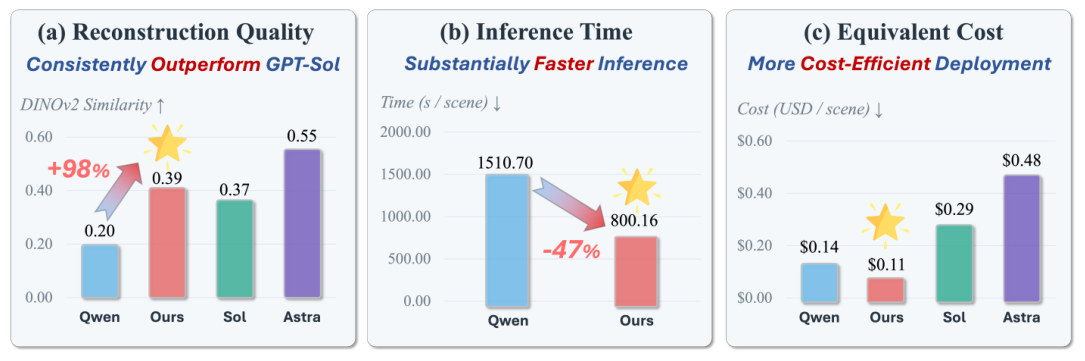 (a) Reconstruction Quality
Consistently Outperform GPT-Sol
DINOv2 Similarity ↑
0.60
0.40
0.20
0.00
+98%
0.20
0.39
0.37
0.55
Qwen
Ours
Sol
Astra
(b) Inference Time
Substantially Faster Inference
Time (s / scene) ↓
2000.00
1500.00
1000.00
500.00
0.00
1510.70
800.16
-47%
Qwen
Ours
(c) Equivalent Cost
More Cost-Efficient Deployment
Cost (USD / scene) ↓
$0.60
$0.40
$0.20
$0.00
$0.14
$0.11
$0.29
$0.48
Qwen
Ours
Sol
Astra